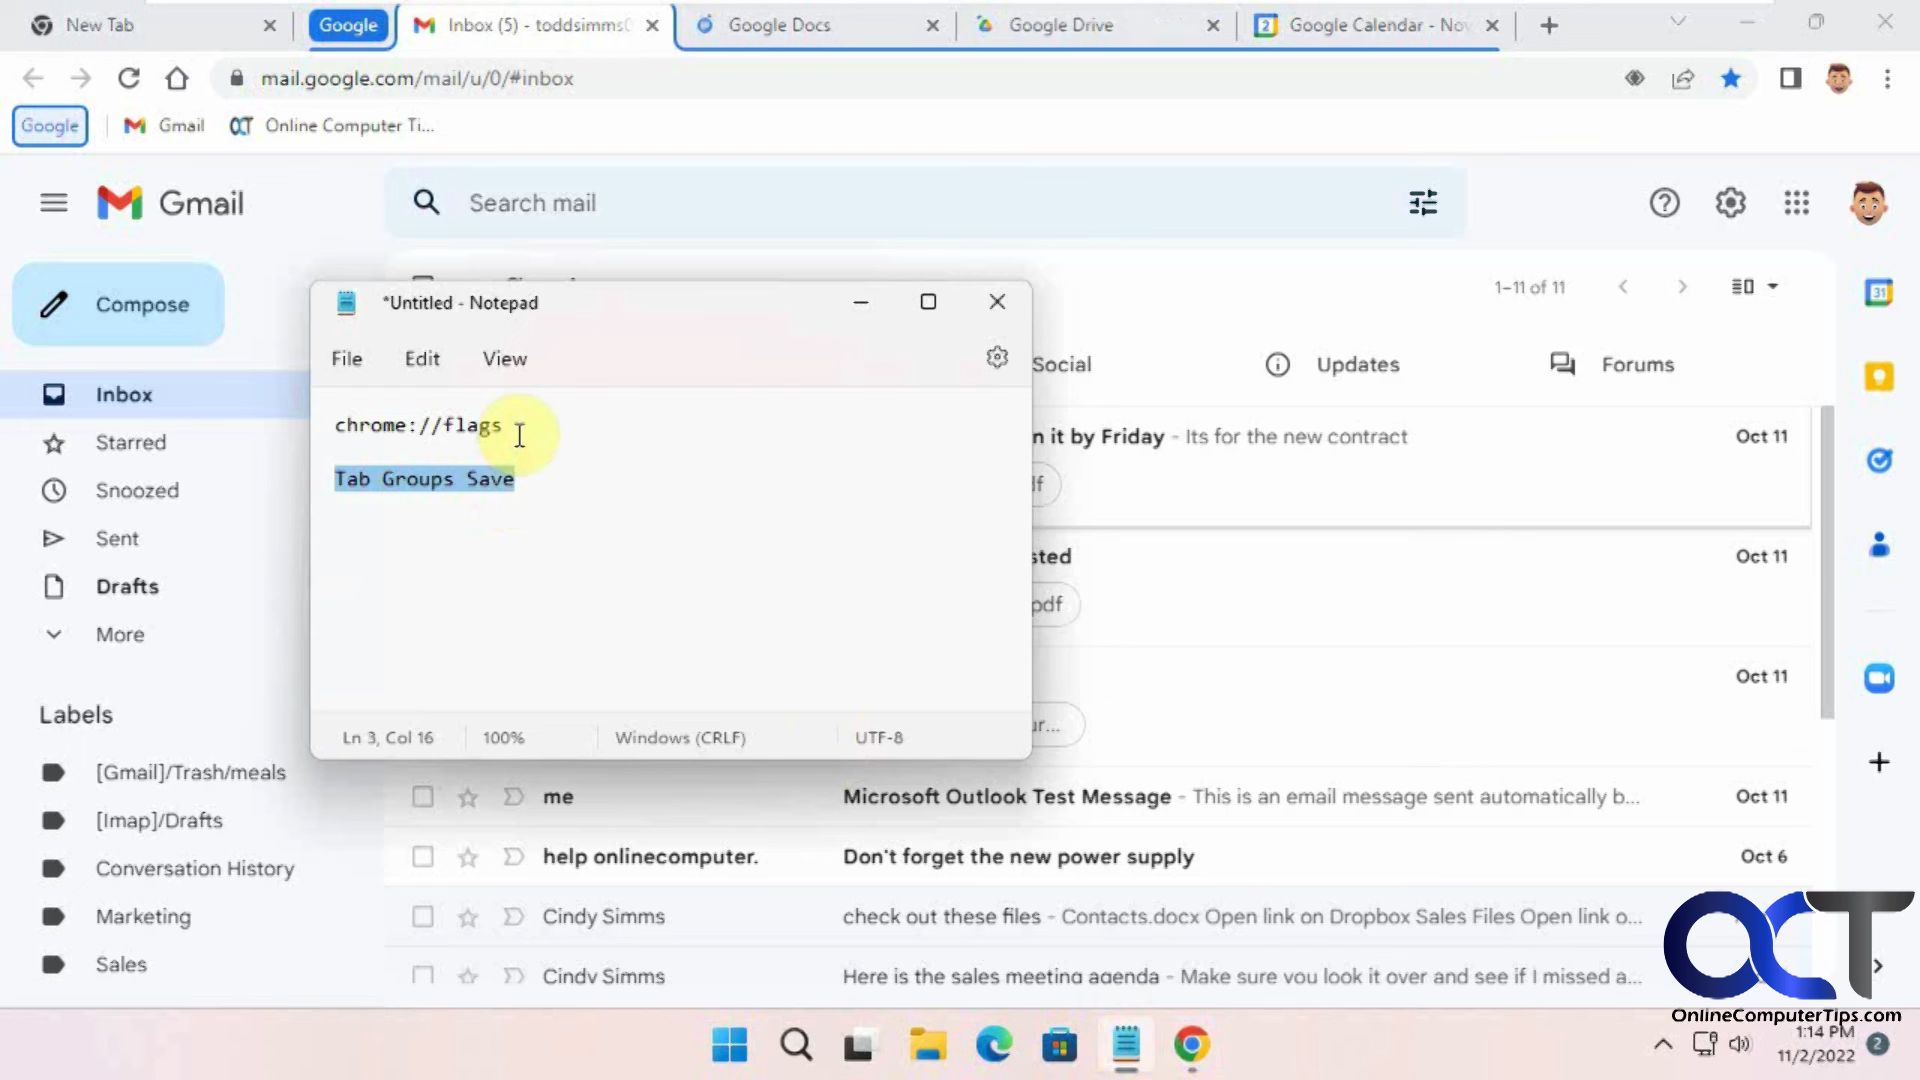 New Tab
Google
Inbox (5) - toddsimms
Google Docs
Google Drive
Google Calendar - Nov
mail.google.com/mail/u/0/#inbox
Google
Gmail
Online Computer Ti...
Gmail
Search mail
Compose
1–11 of 11
*Untitled - Notepad
File
Edit
View
Social
Updates
Forums
Inbox
chrome://flags
Tab Groups Save
n it by Friday - Its for the new contract
Oct 11
Starred
Snoozed
Sent
sted
Oct 11
Drafts
pdf
More
Oct 11
Labels
Ln 3, Col 16
100%
Windows (CRLF)
UTF-8
[Gmail]/Trash/meals
me
Microsoft Outlook Test Message - This is an email message sent automatically b...
Oct 11
[Imap]/Drafts
help onlinecomputer.
Don't forget the new power supply
Oct 6
Conversation History
Marketing
Cindy Simms
check out these files - Contacts.docx Open link on Dropbox Sales Files Open link o...
Sales
Cindy Simms
Here is the sales meeting agenda - Make sure you look it over and see if I missed a...
OCT
OnlineComputerTips.com
1:14 PM
11/2/2022
2